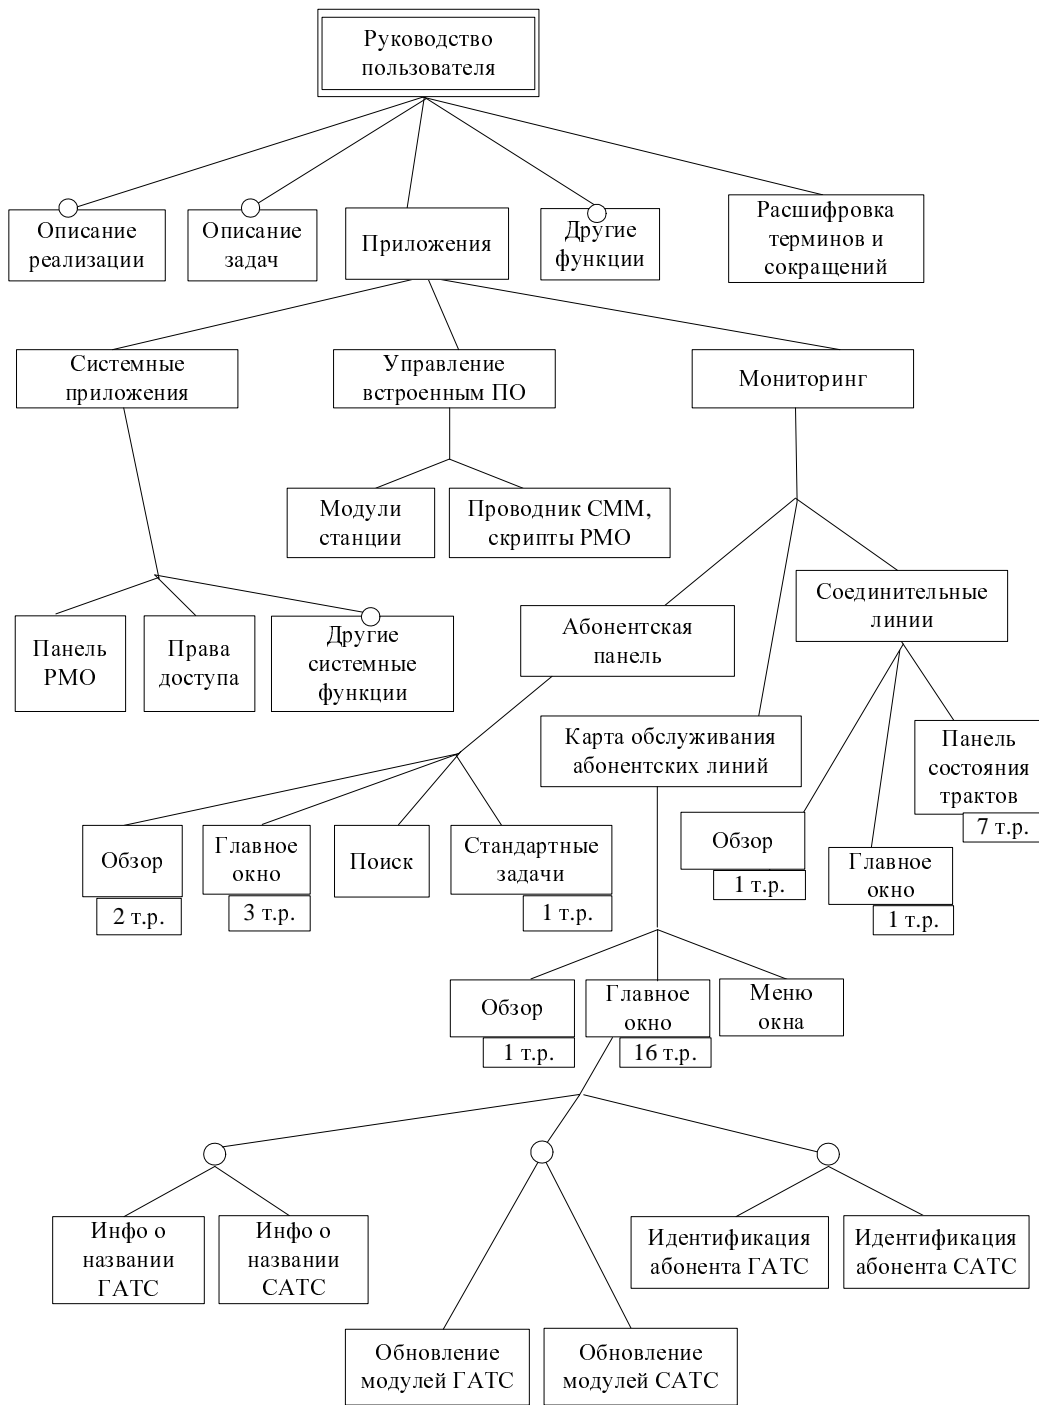 Руководство
пользователя
Описание
реализации
Описание
задач
Приложения
Другие
функции
Расшифровка
терминов и
сокращений
Системные
приложения
Управление
встроенным ПО
Мониторинг
Модули
станции
Проводник СММ,
скрипты РМО
Соединительные
линии
Абонентская
панель
Панель
РМО
Права
доступа
Другие
системные
функции
Карта обслуживания
абонентских линий
Панель
состояния
трактов
7 т.р.
Обзор
2 т.р.
Главное
окно
3 т.р.
Поиск
Стандартные
задачи
1 т.р.
Обзор
1 т.р.
Главное
окно
1 т.р.
Обзор
1 т.р.
Главное
окно
16 т.р.
Меню
окна
Инфо о
названии
ГАТС
Инфо о
названии
САТС
Идентификация
абонента ГАТС
Идентификация
абонента САТС
Обновление
модулей ГАТС
Обновление
модулей САТС